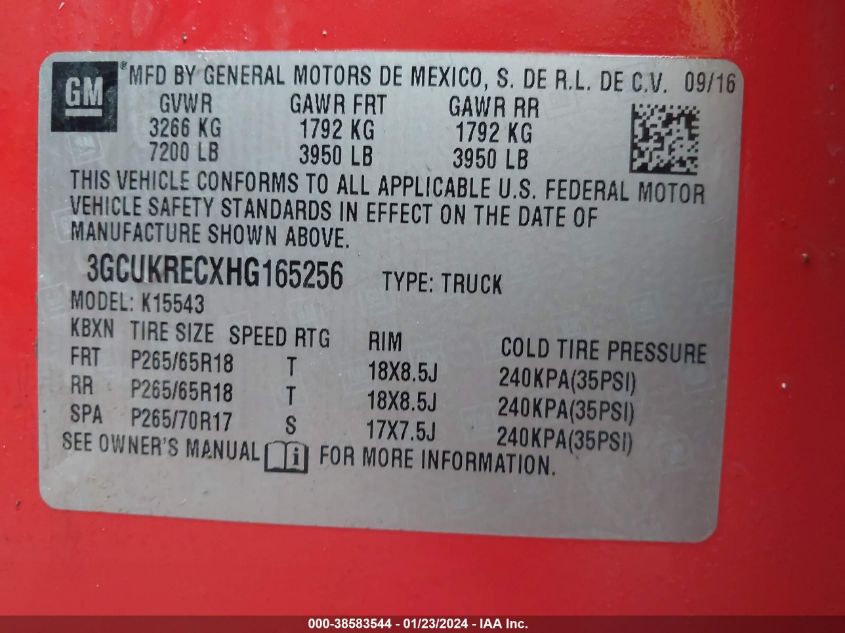 GM
® MFD BY GENERAL MOTORS DE MEXICO, S. DE R.L. DE C.V. 09/16
GVWR GAWR FRT GAWR RR
3266 KG 1792 KG 1792 KG
7200 LB 3950 LB 3950 LB
THIS VEHICLE CONFORMS TO ALL APPLICABLE U.S. FEDERAL MOTOR
VEHICLE SAFETY STANDARDS IN EFFECT ON THE DATE OF
MANUFACTURE SHOWN ABOVE.
3GCUKRECXHG165256 TYPE: TRUCK
MODEL: K15543
KBXN TIRE SIZE SPEED RTG RIM COLD TIRE PRESSURE
FRT P265/65R18 T 18X8.5J 240KPA(35PSI)
RR P265/65R18 T 18X8.5J 240KPA(35PSI)
SPA P265/70R17 S 17X7.5J 240KPA(35PSI)
SEE OWNER'S MANUAL i FOR MORE INFORMATION.
000-38583544 - 01/23/2024 - IAA Inc.